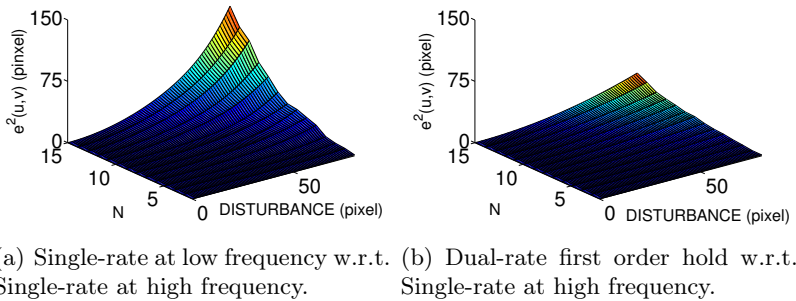 150
75
0
e²(u,v) (pinxel)
15
10
5
N
0
50
DISTURBANCE (pixel)
150
75
0
e²(u,v) (pixel)
15
10
5
N
0
50
DISTURBANCE (pixel)
a) Single-rate at low frequency w.r.t.
Single-rate at high frequency.
(b) Dual-rate first order hold w.r.t.
Single-rate at high frequency.